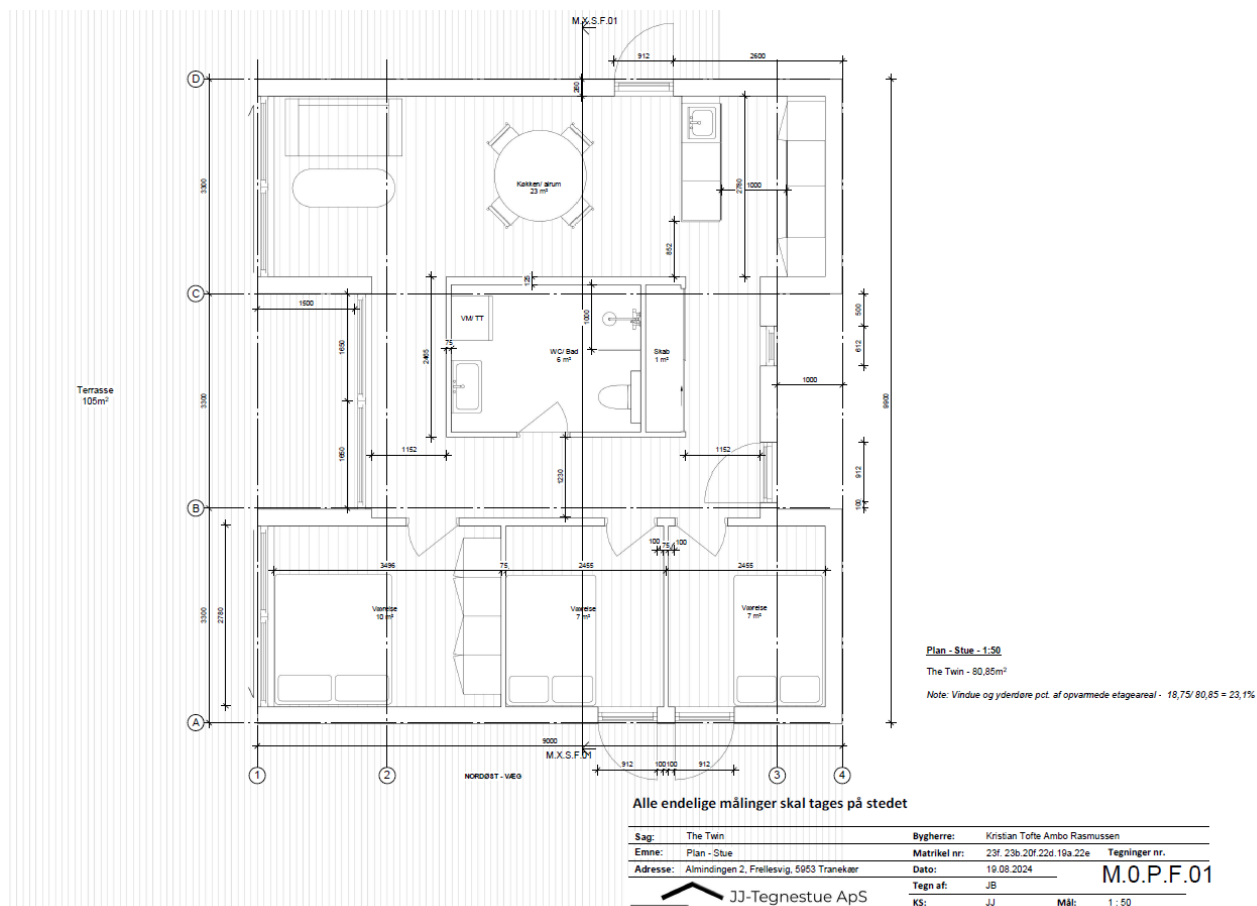 M.X.S.F.01
912
2600
D
260
3300
Køkken/ alrum
23 m²
2780
1000
852
125
C
1500
500
VM/ TT
1000
1650
612
75
WC/ Bad
6 m²
Skab
1 m²
2465
Terrasse
105m²
1000
3300
9900
1650
1152
1152
1230
912
100
B
100
75
100
3496
75
2455
2455
3300
2780
Værelse
10 m²
Værelse
7 m²
Værelse
7 m²
Plan - Stue - 1:50
The Twin - 80,85m²
Note: Vindue og yderdøre pct. af opvarmede etageareal - 18,75/ 80,85 = 23,1%
A
9000
M.X.S.F.01
912
100
100
912
1
2
3
4
NORDØST - VÆG
Alle endelige målinger skal tages på stedet
Sag: The Twin Bygherre: Kristian Tofte Ambo Rasmussen
Emne: Plan - Stue Matrikel nr: 23f. 23b.20f.22d.19a.22e Tegninger nr.
Adresse: Almindingen 2, Frellesvig, 5953 Tranekær Dato: 19.08.2024 M.0.P.F.01
JJ-Tegnestue ApS Tegn af: JB
KS: JJ Mål: 1 : 50